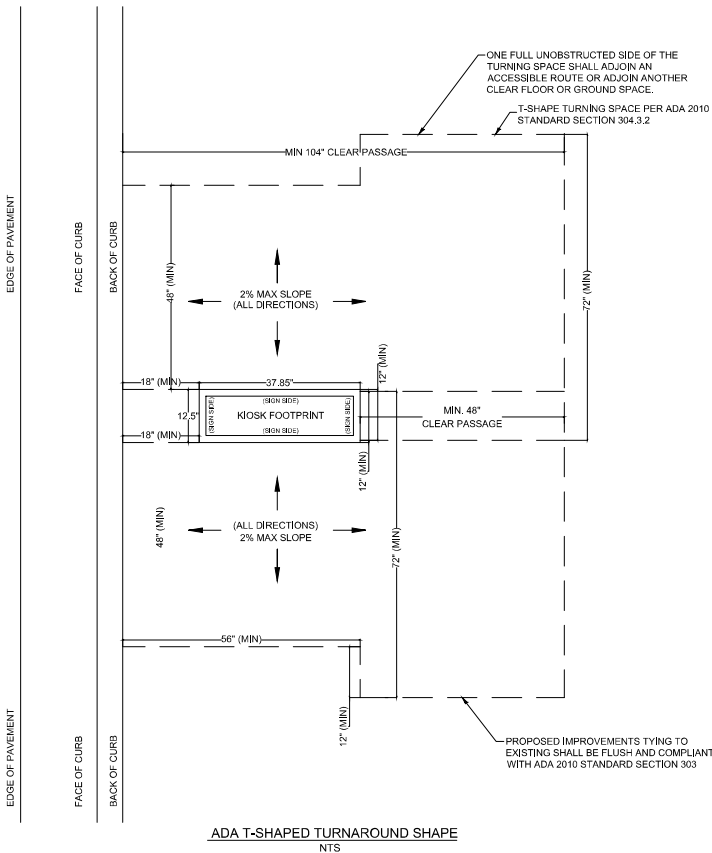 ONE FULL UNOBSTRUCTED SIDE OF THE
TURNING SPACE SHALL ADJOIN AN
ACCESSIBLE ROUTE OR ADJOIN ANOTHER
CLEAR FLOOR OR GROUND SPACE.
T-SHAPE TURNING SPACE PER ADA 2010
STANDARD SECTION 304.3.2
MIN 104" CLEAR PASSAGE
EDGE OF PAVEMENT
FACE OF CURB
BACK OF CURB
48" (MIN)
2% MAX SLOPE
(ALL DIRECTIONS)
72" (MIN)
18" (MIN)
37.85"
12" (MIN)
12.5"
(SIGN SIDE)
(SIGN SIDE)
KIOSK FOOTPRINT
(SIGN SIDE)
(SIGN SIDE)
MIN. 48"
CLEAR PASSAGE
18" (MIN)
12" (MIN)
48" (MIN)
(ALL DIRECTIONS)
2% MAX SLOPE
72" (MIN)
56" (MIN)
12" (MIN)
EDGE OF PAVEMENT
FACE OF CURB
BACK OF CURB
PROPOSED IMPROVEMENTS TYING TO
EXISTING SHALL BE FLUSH AND COMPLIANT
WITH ADA 2010 STANDARD SECTION 303
ADA T-SHAPED TURNAROUND SHAPE
NTS